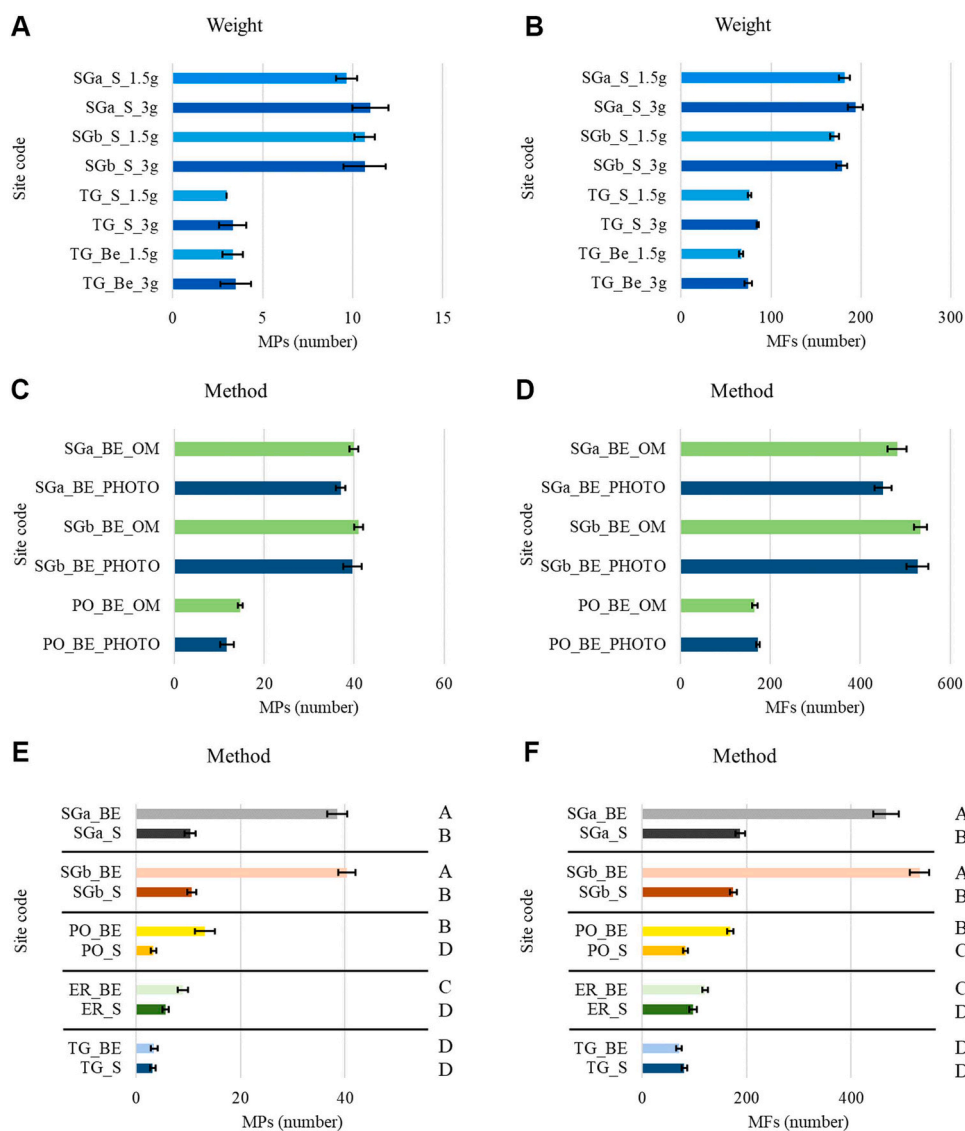 A
Weight
SGa_S_1.5g
SGa_S_3g
SGb_S_1.5g
SGb_S_3g
TG_S_1.5g
TG_S_3g
TG_Be_1.5g
TG_Be_3g
Site code
0 5 10 15
MPs (number)
B
Weight
SGa_S_1.5g
SGa_S_3g
SGb_S_1.5g
SGb_S_3g
TG_S_1.5g
TG_S_3g
TG_Be_1.5g
TG_Be_3g
Site code
0 100 200 300
MFs (number)
C
Method
SGa_BE_OM
SGa_BE_PHOTO
SGb_BE_OM
SGb_BE_PHOTO
PO_BE_OM
PO_BE_PHOTO
Site code
0 20 40 60
MPs (number)
D
Method
SGa_BE_OM
SGa_BE_PHOTO
SGb_BE_OM
SGb_BE_PHOTO
PO_BE_OM
PO_BE_PHOTO
Site code
0 200 400 600
MFs (number)
E
Method
SGa_BE A
SGa_S B
SGb_BE A
SGb_S B
PO_BE B
PO_S D
ER_BE C
ER_S D
TG_BE D
TG_S D
Site code
0 20 40
MPs (number)
F
Method
SGa_BE A
SGa_S B
SGb_BE A
SGb_S B
PO_BE B
PO_S C
ER_BE C
ER_S D
TG_BE D
TG_S D
Site code
0 200 400
MFs (number)